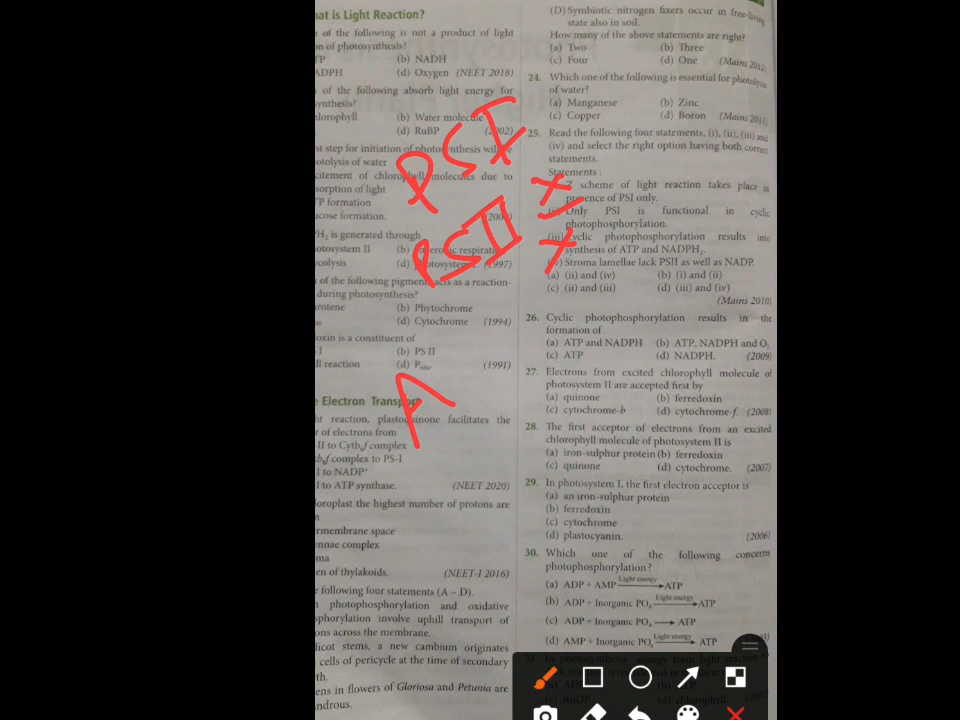 hat is Light Reaction?
of the following is not a product of light
on of photosynthesis?
TP (b) NADH
ADPH (d) Oxygen (NEET 2018)
of the following absorb light energy for
synthesis?
hlorophyll (b) Water molecule
(d) RuBP (2002)
st step for initiation of photosynthesis will be
otolysis of water
citement of chlorophyll molecules due to
sorption of light
TP formation
ucose formation.
PH₂ is generated through
otosystem II (b) anaerobic respiration
ycolysis (d) photosystem I. (1997)
of the following pigments acts as a reaction-
during photosynthesis?
arotene (b) Phytochrome
(d) Cytochrome (1994)
oxin is a constituent of
I (b) PS II
ll reaction (d) P₆₈₀. (1991)
e Electron Transport
ht reaction, plastoquinone facilitates the
r of electrons from
-II to Cytb₆f complex
tb₆f complex to PS-I
I to NADP⁺
I to ATP synthase. (NEET 2020)
loroplast the highest number of protons are
n
rmembrane space
ennae complex
ma
en of thylakoids. (NEET-I 2016)
e following four statements (A – D).
photophosphorylation and oxidative
sphorylation involve uphill transport of
ons across the membrane.
licot stems, a new cambium originates
cells of pericycle at the time of secondary
th.
ens in flowers of Gloriosa and Petunia are
androus.
(D) Symbiotic nitrogen fixers occur in free-living
state also in soil.
How many of the above statements are right?
(a) Two (b) Three
(c) Four (d) One (Mains 2012)
24. Which one of the following is essential for photolysis
of water?
(a) Manganese (b) Zinc
(c) Copper (d) Boron (Mains 2011)
25. Read the following four statements, (i), (ii), (iii) and
(iv) and select the right option having both correct
statements.
Statements :
Z scheme of light reaction takes place in
presence of PSI only.
(ii) Only PSI is functional in cyclic
photophosphorylation.
(iii) Cyclic photophosphorylation results into
synthesis of ATP and NADPH₂.
(iv) Stroma lamellae lack PSII as well as NADP.
(a) (ii) and (iv) (b) (i) and (ii)
(c) (ii) and (iii) (d) (iii) and (iv)
(Mains 2010)
26. Cyclic photophosphorylation results in the
formation of
(a) ATP and NADPH (b) ATP, NADPH and O₂
(c) ATP (d) NADPH. (2009)
27. Electrons from excited chlorophyll molecule of
photosystem II are accepted first by
(a) quinone (b) ferredoxin
(c) cytochrome-b (d) cytochrome-f. (2008)
28. The first acceptor of electrons from an excited
chlorophyll molecule of photosystem II is
(a) iron-sulphur protein (b) ferredoxin
(c) quinone (d) cytochrome. (2007)
29. In photosystem I, the first electron acceptor is
(a) an iron-sulphur protein
(b) ferredoxin
(c) cytochrome
(d) plastocyanin. (2006)
30. Which one of the following concerns
photophosphorylation?
(a) ADP + AMP Light energy → ATP
(b) ADP + Inorganic PO₄ Light energy → ATP
(c) ADP + Inorganic PO₄ → ATP
(d) AMP + Inorganic PO₄ Light energy → ATP
PSI
PSII
A